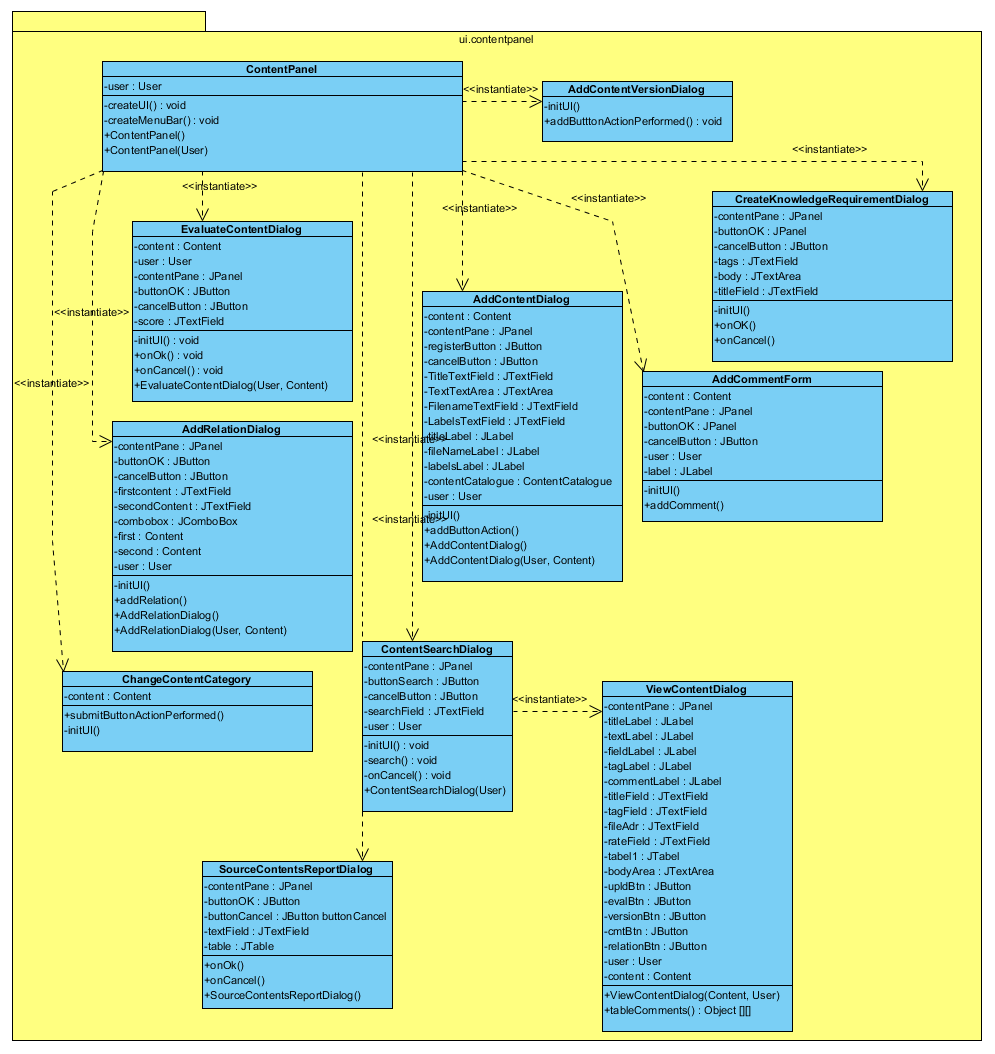 ui.contentpanel
ContentPanel
-user : User
-createUI() : void
-createMenuBar() : void
+ContentPanel()
+ContentPanel(User)
<<instantiate>>
AddContentVersionDialog
-initUI()
+addButttonActionPerformed() : void
<<instantiate>>
CreateKnowledgeRequirementDialog
-contentPane : JPanel
-buttonOK : JPanel
-cancelButton : JButton
-tags : JTextField
-body : JTextArea
-titleField : JTextField
-initUI()
+onOK()
+onCancel()
<<instantiate>>
EvaluateContentDialog
-content : Content
-user : User
-contentPane : JPanel
-buttonOK : JButton
-cancelButton : JButton
-score : JTextField
-initUI() : void
+onOk() : void
+onCancel() : void
+EvaluateContentDialog(User, Content)
<<instantiate>>
AddContentDialog
-content : Content
-contentPane : JPanel
-registerButton : JButton
-cancelButton : JButton
-TitleTextField : JTextField
-TextTextArea : JTextArea
-FilenameTextField : JTextField
-LabelsTextField : JTextField
-titleLabel : JLabel
-fileNameLabel : JLabel
-labelsLabel : JLabel
-contentCatalogue : ContentCatalogue
-user : User
-initUI()
+addButtonAction()
+AddContentDialog()
+AddContentDialog(User, Content)
<<instantiate>>
AddCommentForm
-content : Content
-contentPane : JPanel
-buttonOK : JPanel
-cancelButton : JButton
-user : User
-label : JLabel
-initUI()
+addComment()
<<instantiate>>
<<instantiate>>
AddRelationDialog
-contentPane : JPanel
-buttonOK : JButton
-cancelButton : JButton
-firstcontent : JTextField
-secondContent : JTextField
-combobox : JComboBox
-first : Content
-second : Content
-user : User
-initUI()
+addRelation()
+AddRelationDialog()
+AddRelationDialog(User, Content)
<<instantiate>>
<<instantiate>>
ChangeContentCategory
-content : Content
+submitButtonActionPerformed()
-initUI()
ContentSearchDialog
-contentPane : JPanel
-buttonSearch : JButton
-cancelButton : JButton
-searchField : JTextField
-user : User
-initUI() : void
-search() : void
-onCancel() : void
+ContentSearchDialog(User)
<<instantiate>>
ViewContentDialog
-contentPane : JPanel
-titleLabel : JLabel
-textLabel : JLabel
-fieldLabel : JLabel
-tagLabel : JLabel
-commentLabel : JLabel
-titleField : JTextField
-tagField : JTextField
-fileAdr : JTextField
-rateField : JTextField
-tabel1 : JTabel
-bodyArea : JTextArea
-upldBtn : JButton
-evalBtn : JButton
-versionBtn : JButton
-cmtBtn : JButton
-relationBtn : JButton
-user : User
-content : Content
+ViewContentDialog(Content, User)
+tableComments() : Object [][]
SourceContentsReportDialog
-contentPane : JPanel
-buttonOK : JButton
-buttonCancel : JButton buttonCancel
-textField : JTextField
-table : JTable
+onOk()
+onCancel()
+SourceContentsReportDialog()